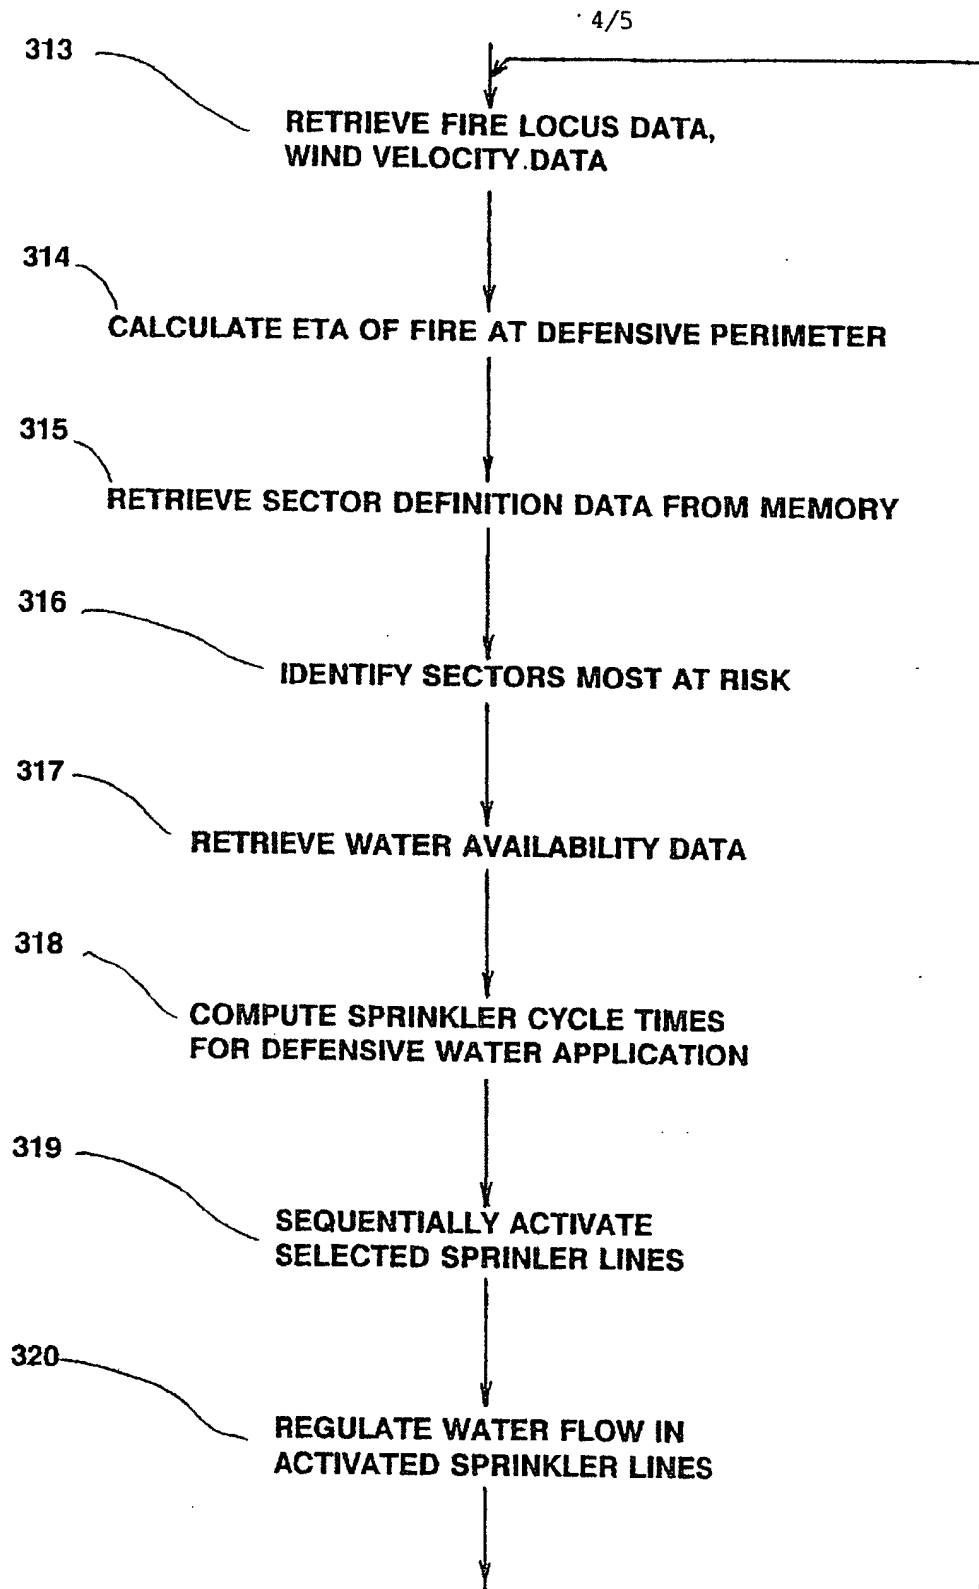 4/5
313
RETRIEVE FIRE LOCUS DATA,
WIND VELOCITY.DATA
314
CALCULATE ETA OF FIRE AT DEFENSIVE PERIMETER
315
RETRIEVE SECTOR DEFINITION DATA FROM MEMORY
316
IDENTIFY SECTORS MOST AT RISK
317
RETRIEVE WATER AVAILABILITY DATA
318
COMPUTE SPRINKLER CYCLE TIMES
FOR DEFENSIVE WATER APPLICATION
319
SEQUENTIALLY ACTIVATE
SELECTED SPRINLER LINES
320
REGULATE WATER FLOW IN
ACTIVATED SPRINKLER LINES